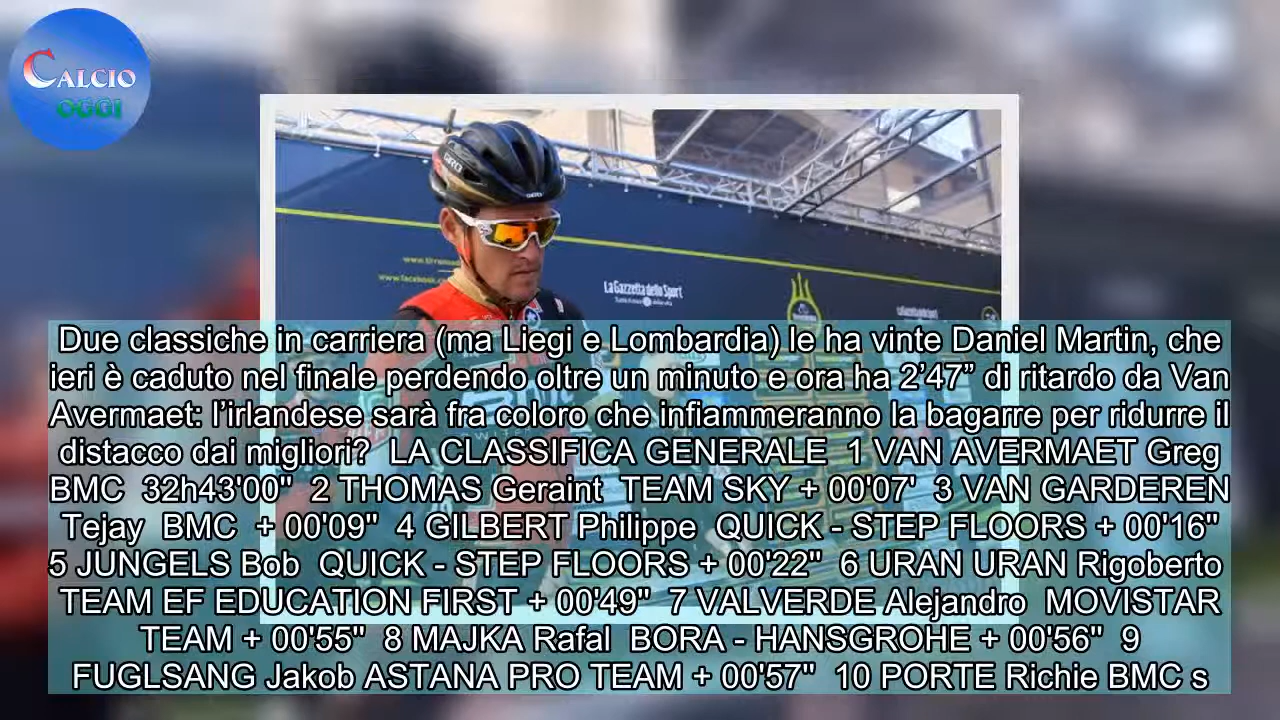 CALCIO
OGGI
GIRO
www.tirreno
www.facebook.co
La Gazzetta dello Sport
Due classiche in carriera (ma Liegi e Lombardia) le ha vinte Daniel Martin, che
ieri è caduto nel finale perdendo oltre un minuto e ora ha 2’47” di ritardo da Van
Avermaet: l’irlandese sarà fra coloro che infiammeranno la bagarre per ridurre il
distacco dai migliori?  LA CLASSIFICA GENERALE  1 VAN AVERMAET Greg
BMC  32h43'00"  2 THOMAS Geraint  TEAM SKY + 00'07'  3 VAN GARDEREN
Tejay  BMC  + 00'09"  4 GILBERT Philippe  QUICK - STEP FLOORS + 00'16"
5 JUNGELS Bob  QUICK - STEP FLOORS + 00'22"  6 URAN URAN Rigoberto
TEAM EF EDUCATION FIRST + 00'49"  7 VALVERDE Alejandro  MOVISTAR
TEAM + 00'55"  8 MAJKA Rafal  BORA - HANSGROHE + 00'56"  9
FUGLSANG Jakob ASTANA PRO TEAM + 00'57"  10 PORTE Richie BMC s